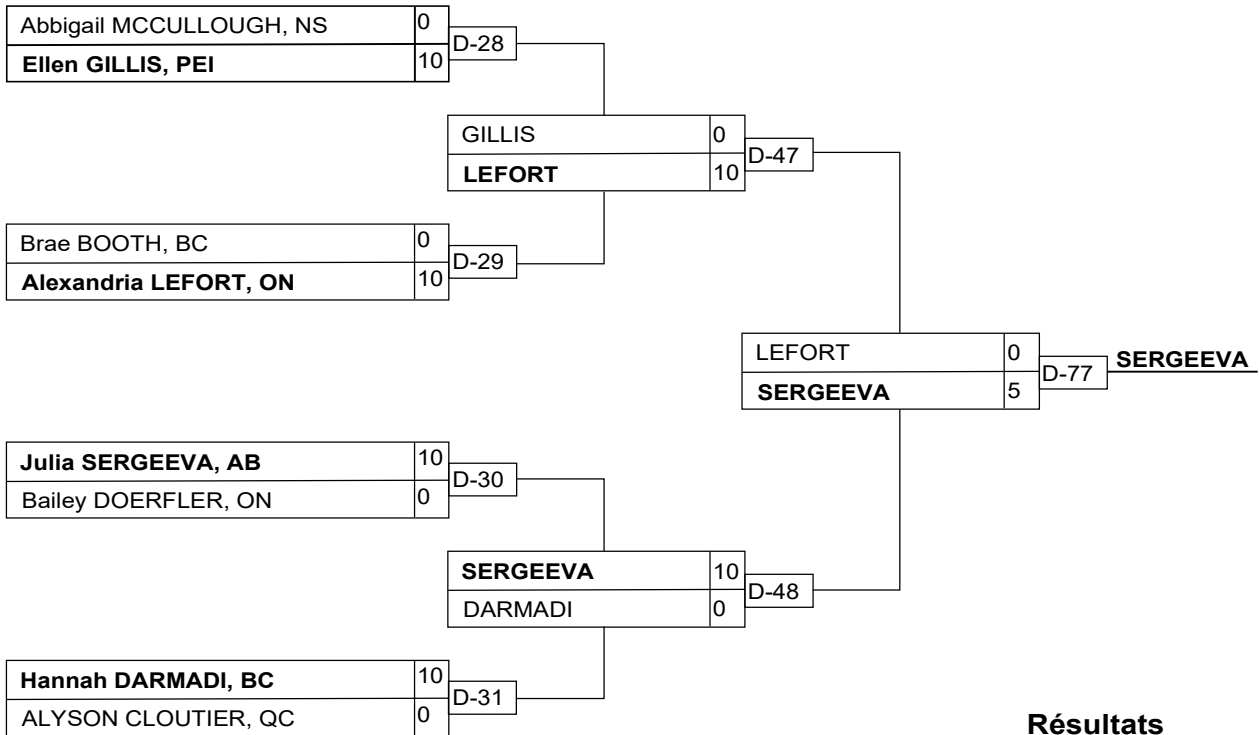 Abbigail MCCULLOUGH, NS 0
D-28
Ellen GILLIS, PEI 10
GILLIS 0
D-47
LEFORT 10
Brae BOOTH, BC 0
D-29
Alexandria LEFORT, ON 10
LEFORT 0
D-77 SERGEEVA
SERGEEVA 5
Julia SERGEEVA, AB 10
D-30
Bailey DOERFLER, ON 0
SERGEEVA 10
D-48
DARMADI 0
Hannah DARMADI, BC 10
D-31
ALYSON CLOUTIER, QC 0
Résultats